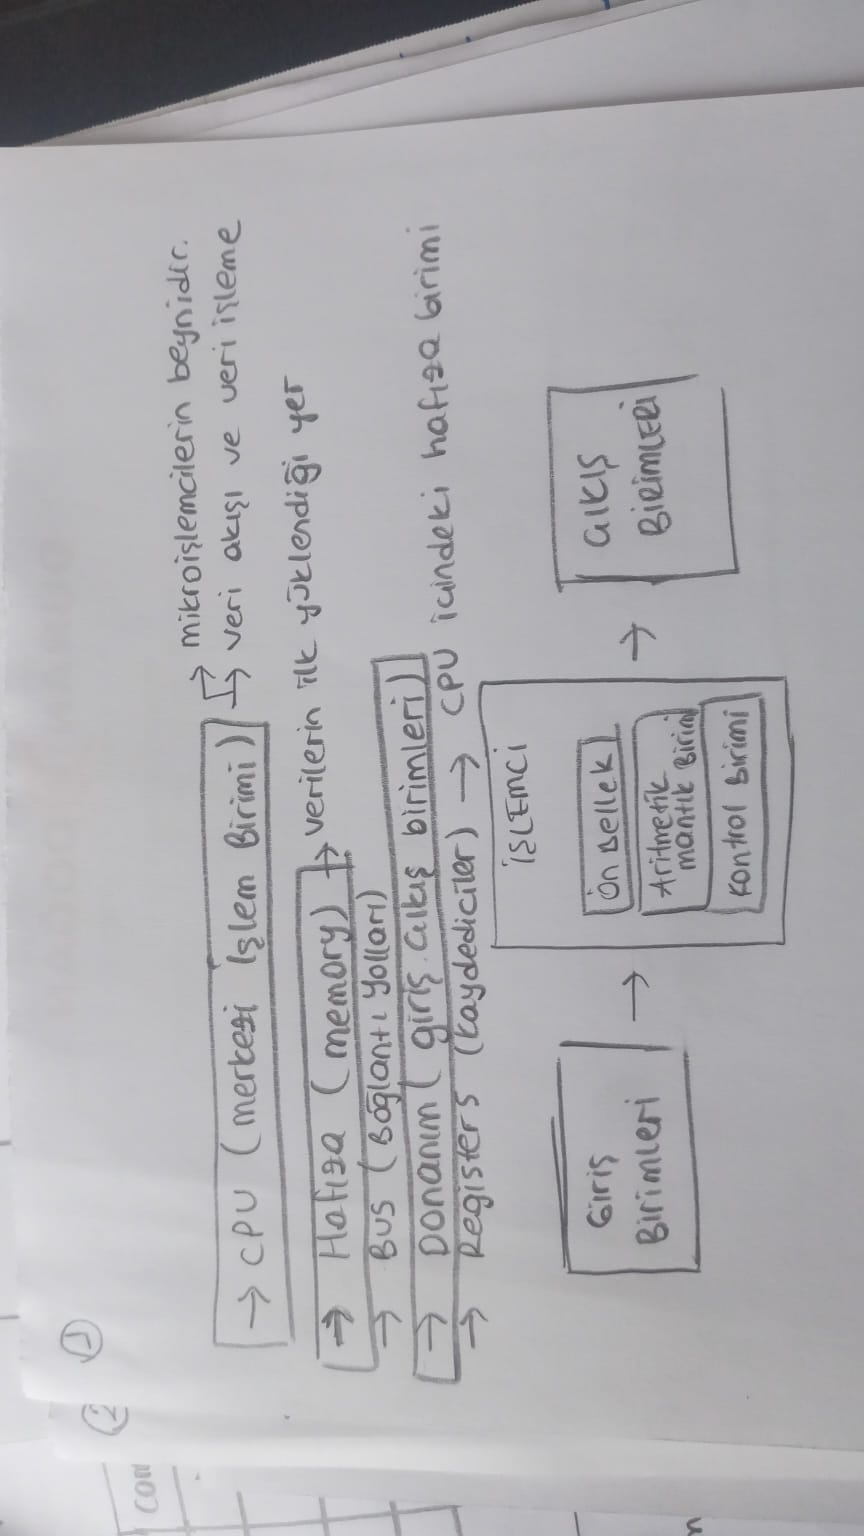 ①
→ CPU (merkezi İşlem Birimi) → mikroişlemcilerin beynidir.
→ veri akışı ve veri işleme
→ Hafıza (memory) → verilerin ilk yüklendiği yer
→ Bus (Bağlantı Yolları)
→ Donanım (giriş. çıkış birimleri)
→ Registers (kaydediciler) → CPU içindeki hafıza birimi
Giriş
Birimleri
→
İŞLEMCİ
Ön Bellek
Aritmetik
mantık Birim
Kontrol Birimi
→
ÇIKIŞ
BİRİMLERİ
②